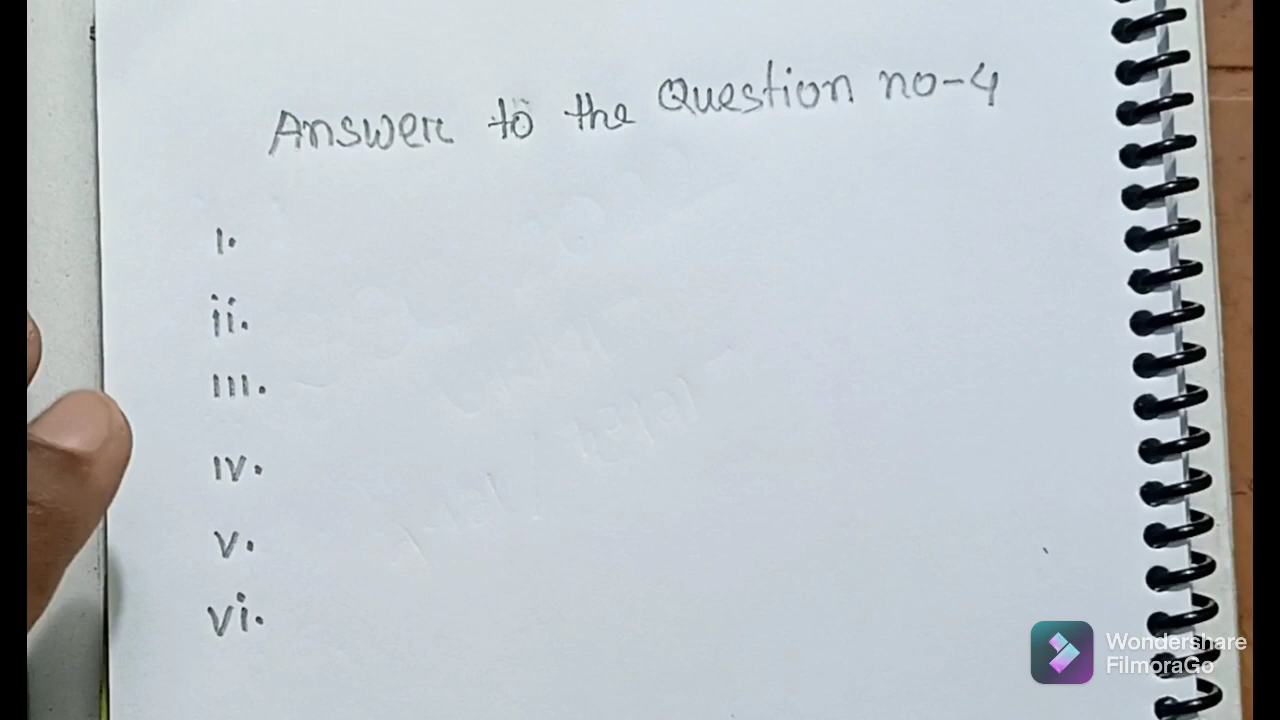 Answer to the Question no-4
i.
ii.
iii.
iv.
v.
vi.
Wondershare
FilmoraGo